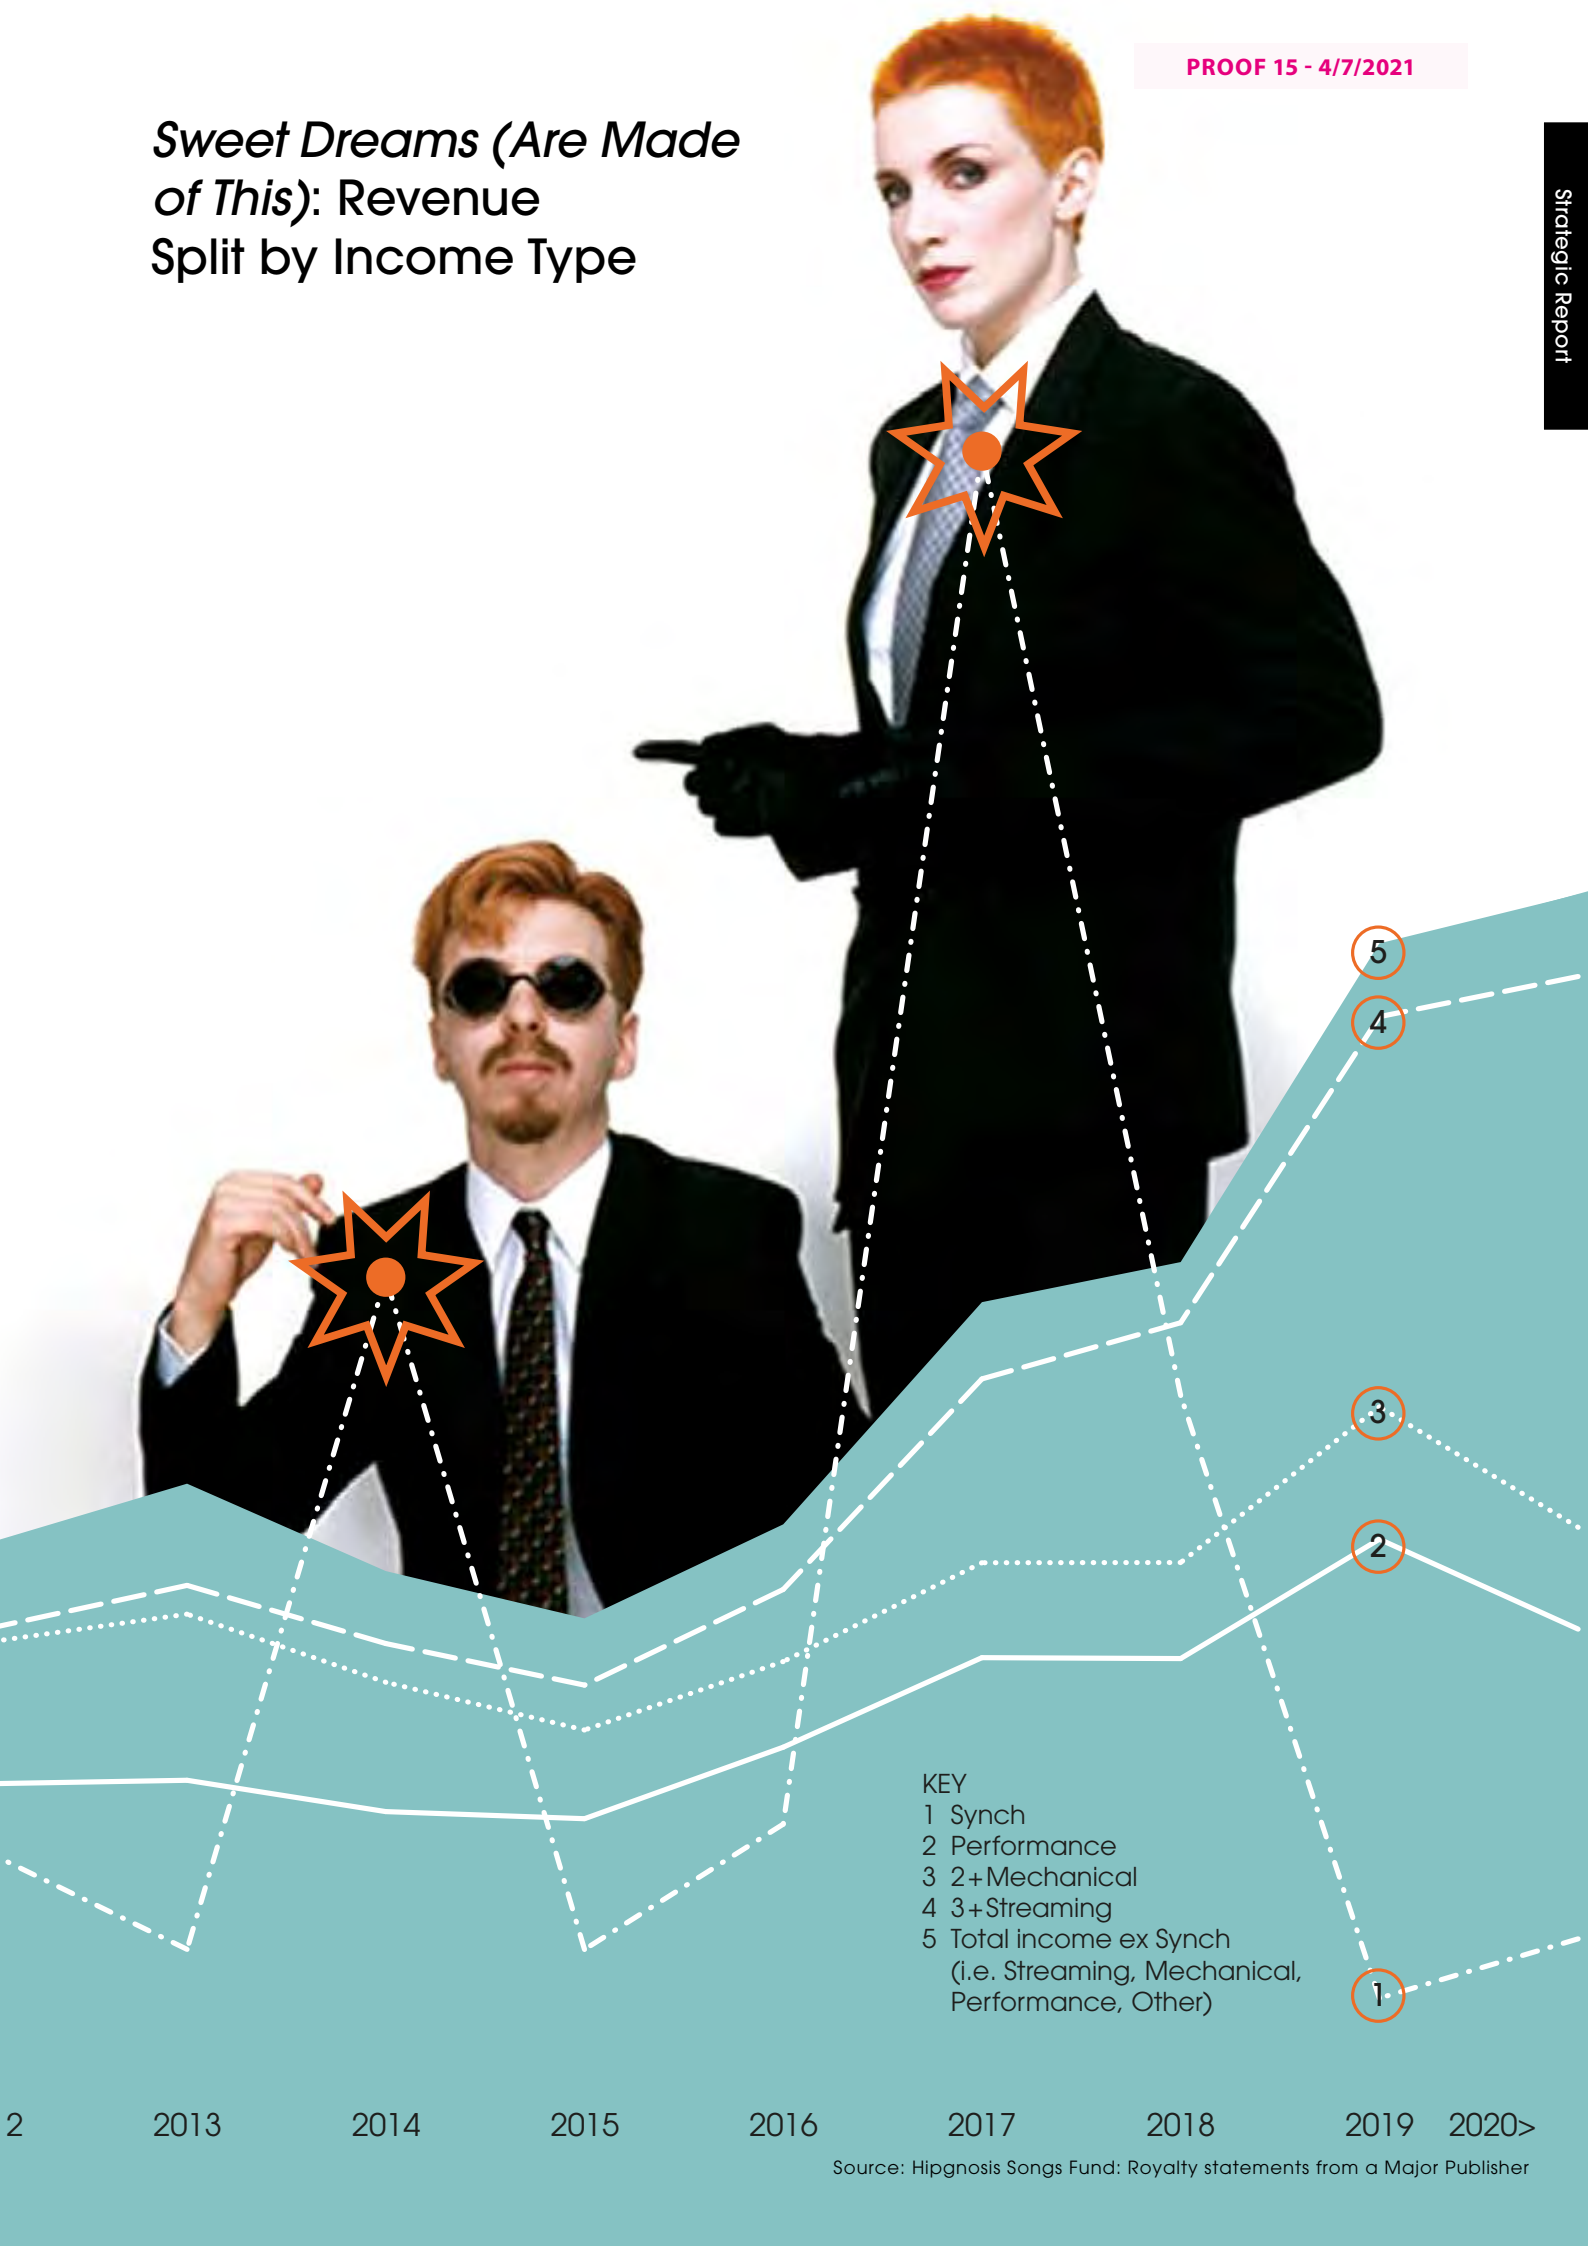 PROOF 15 - 4/7/2021
Sweet Dreams (Are Made
of This): Revenue
Split by Income Type
Strategic Report
5
4
3
2
KEY
1 Synch
2 Performance
3 2+Mechanical
4 3+Streaming
5 Total income ex Synch
(i.e. Streaming, Mechanical,
Performance, Other)
1
2 2013 2014 2015 2016 2017 2018 2019 2020>
Source: Hipgnosis Songs Fund: Royalty statements from a Major Publisher